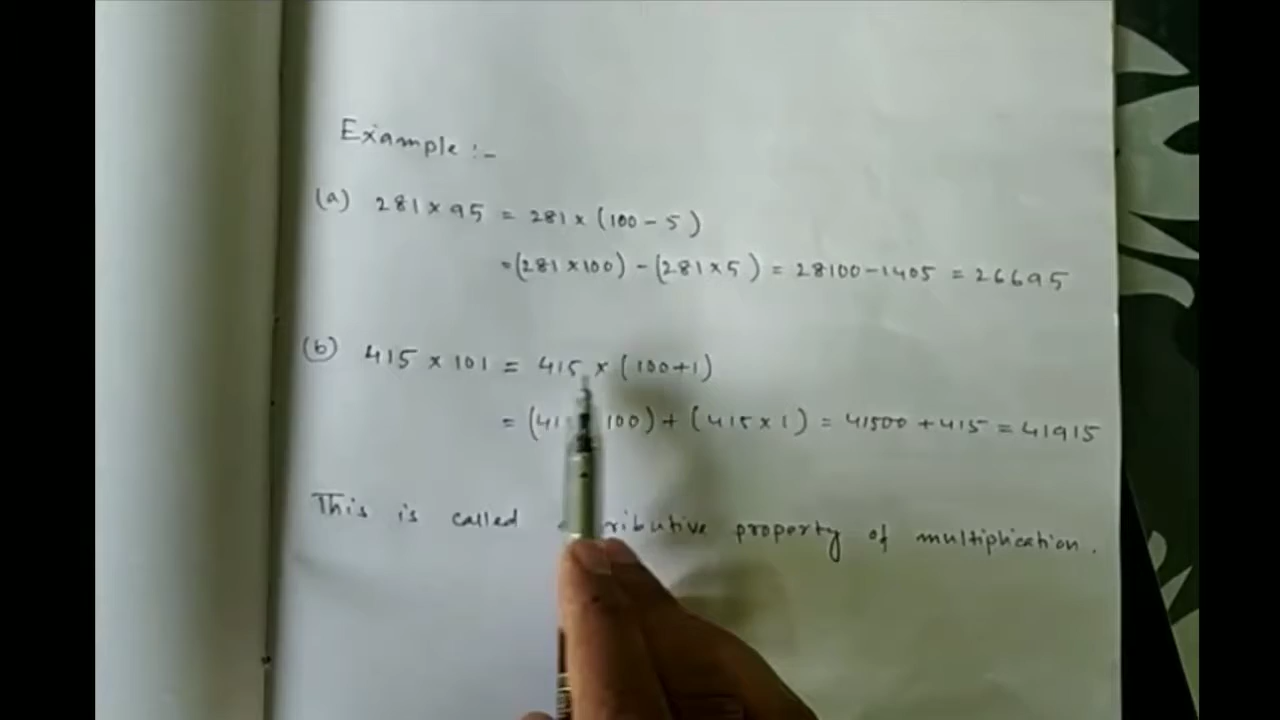 Example :-
(a) 281 × 95 = 281 × (100 - 5)
= (281 × 100) - (281 × 5) = 28100 - 1405 = 26695
(b) 415 × 101 = 415 × (100+1)
= (41 100) + (415 × 1) = 41500 + 415 = 41915
This is called property of multiplication.